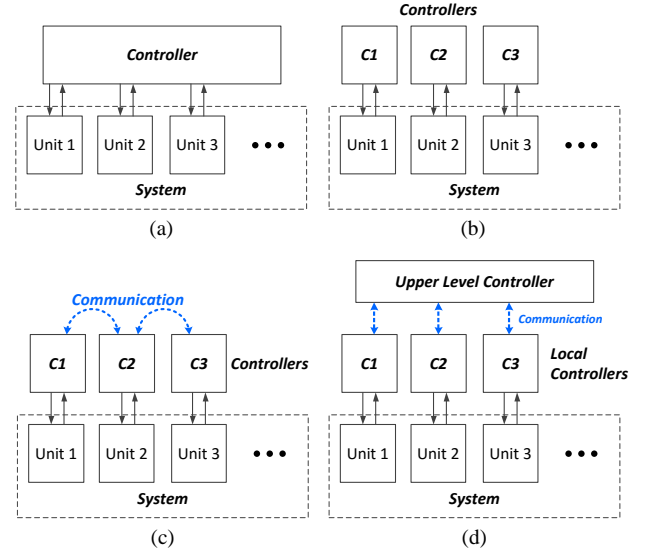 Controller
Unit 1 Unit 2 Unit 3
System
(a)
Controllers
C1 C2 C3
Unit 1 Unit 2 Unit 3
System
(b)
Communication
C1 C2 C3 Controllers
Unit 1 Unit 2 Unit 3
System
(c)
Upper Level Controller
Communication
C1 C2 C3
Local
Controllers
Unit 1 Unit 2 Unit 3
System
(d)